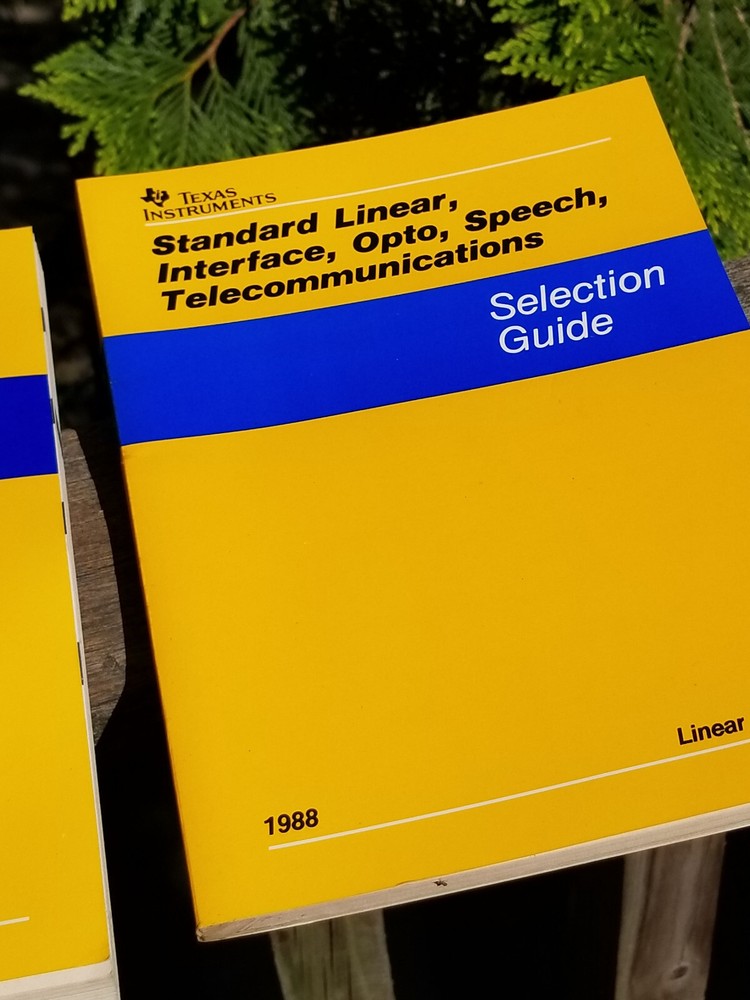 TEXAS
INSTRUMENTS
Standard Linear,
Interface, Opto, Speech,
Telecommunications
Selection
Guide
Linear
1988